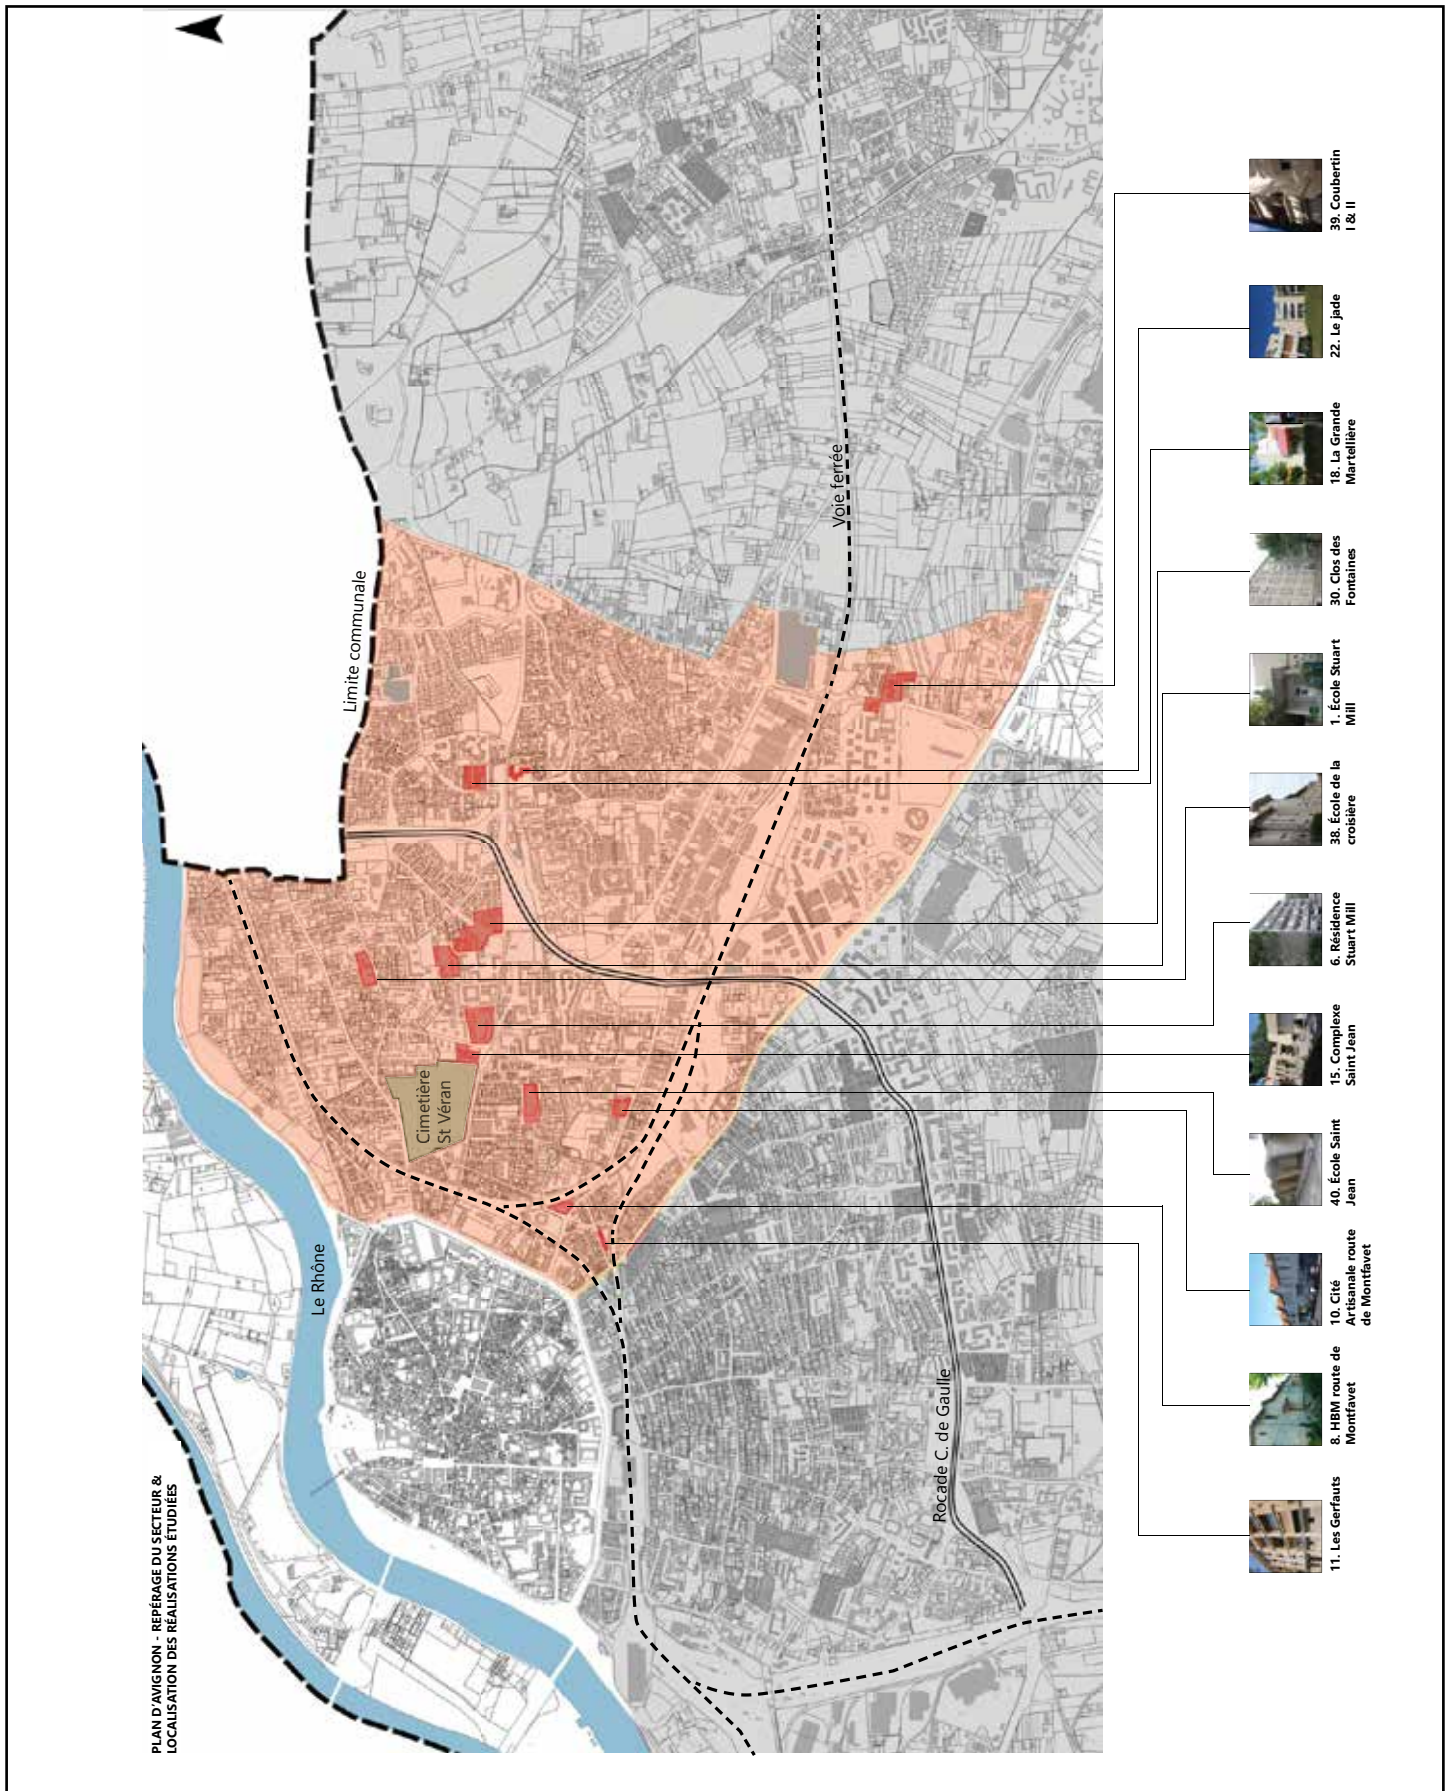 PLAN D'AVIGNON - REPÉRAGE DU SECTEUR &
LOCALISATION DES RÉALISATIONS ÉTUDIÉES
Le Rhône
Limite communale
Cimetière
St Véran
Voie ferrée
Rocade C. de Gaulle
11. Les Gerfauts
8. HBM route de
Montfavet
10. Cité
Artisanale route
de Montfavet
40. École Saint
Jean
15. Complexe
Saint Jean
6. Résidence
Stuart Mill
38. École de la
croisière
1. École Stuart
Mill
30. Clos des
Fontaines
18. La Grande
Martellière
22. Le jade
39. Coubertin
I & II